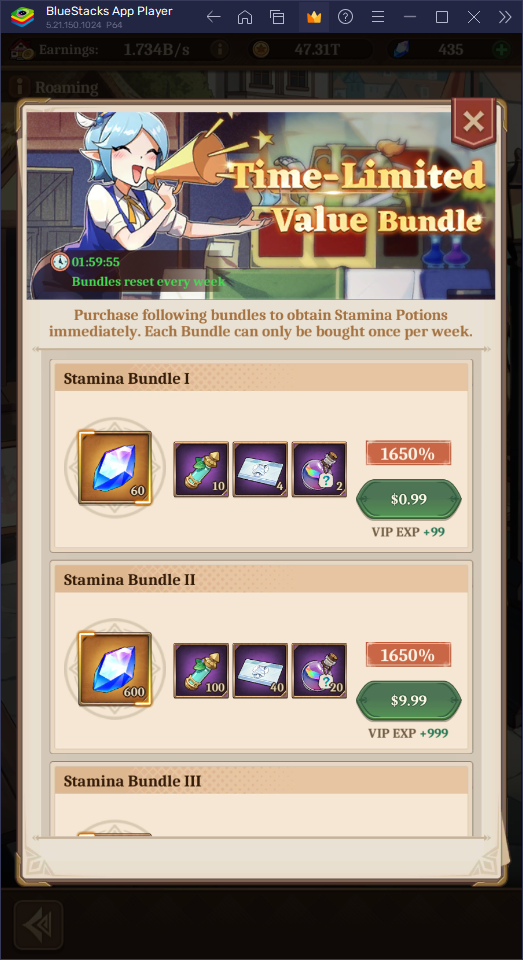 BlueStacks App Player
5.21.150.1024 P64
Earnings: 1.734B/s
47.31T
435
Roaming
Time-Limited
Value Bundle
01:59:55
Bundles reset every week
Purchase following bundles to obtain Stamina Potions
immediately. Each Bundle can only be bought once per week.
Stamina Bundle I
60
10
4
? 2
1650%
$0.99
VIP EXP +99
Stamina Bundle II
600
100
40
? 20
1650%
$9.99
VIP EXP +999
Stamina Bundle III